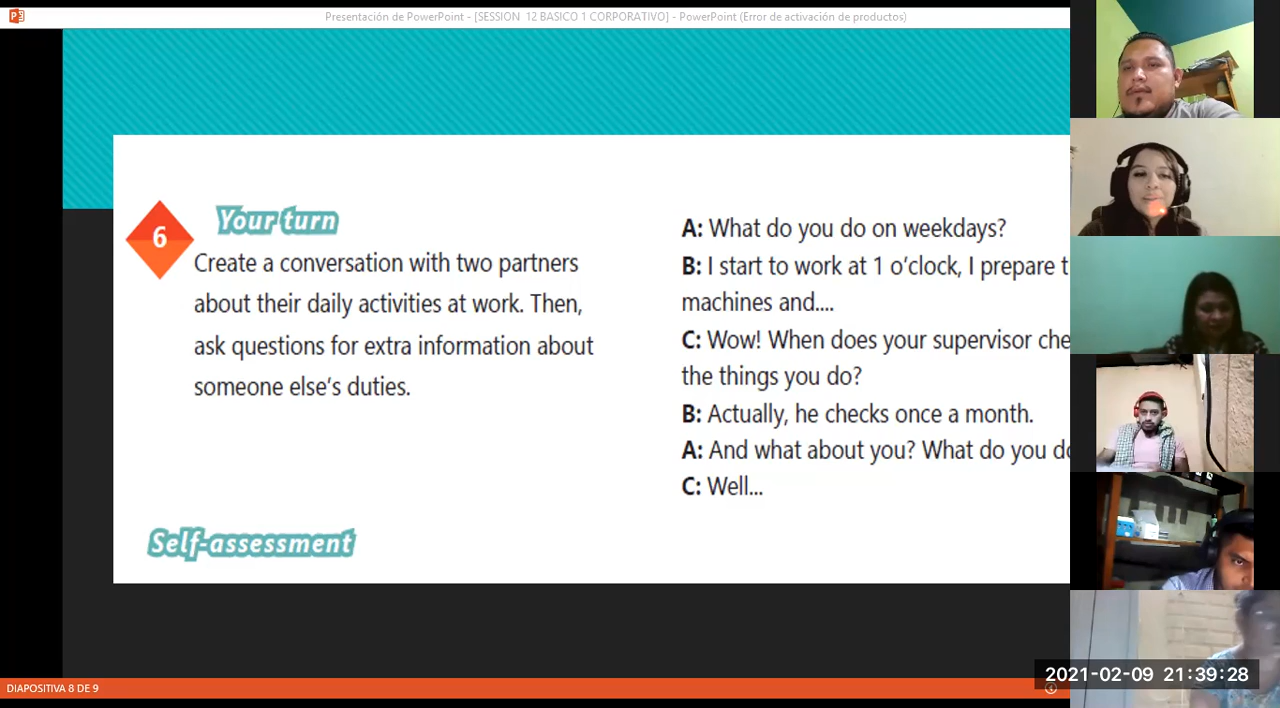 Presentación de PowerPoint - [SESSION 12 BASICO 1 CORPORATIVO] - PowerPoint (Error de activación de productos)
6
Your turn
Create a conversation with two partners
about their daily activities at work. Then,
ask questions for extra information about
someone else's duties.
A: What do you do on weekdays?
B: I start to work at 1 o'clock, I prepare t
machines and....
C: Wow! When does your supervisor che
the things you do?
B: Actually, he checks once a month.
A: And what about you? What do you do
C: Well...
Self-assessment
2021-02-09 21:39:28
DIAPOSITIVA 8 DE 9